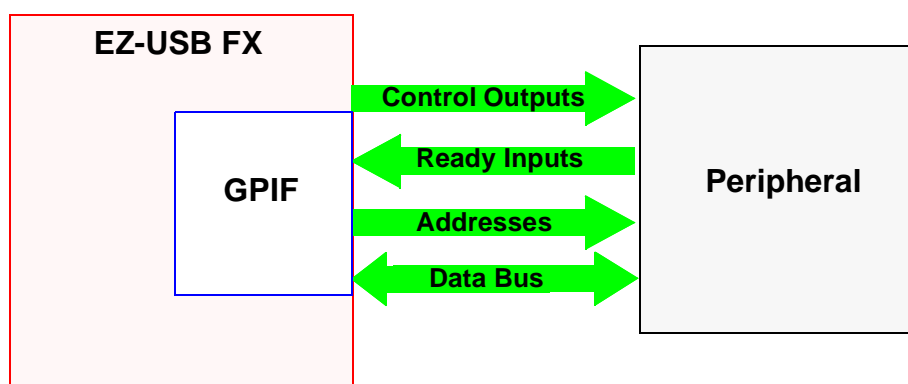 EZ-USB FX
Control Outputs
Ready Inputs
GPIF
Peripheral
Addresses
Data Bus